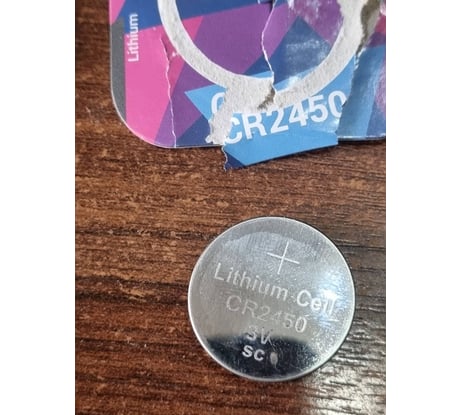 Lithium
CR2450
+
Lithium Cell
CR2450
3V
SC